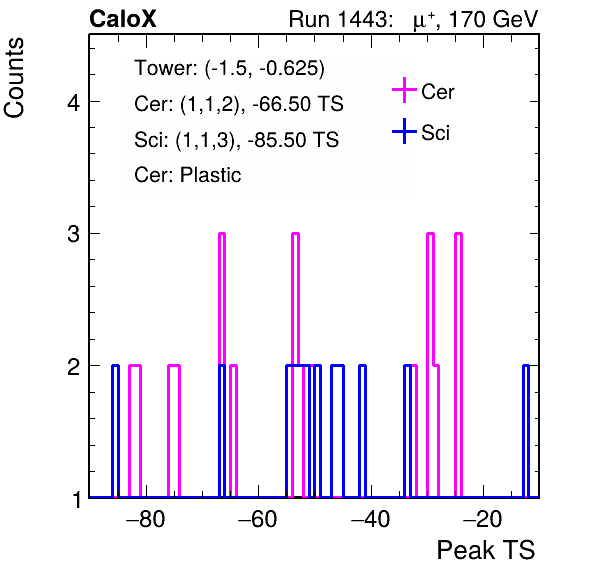 CaloX Run 1443: μ⁺, 170 GeV
Counts
Tower: (-1.5, -0.625)
Cer: (1,1,2), -66.50 TS
Sci: (1,1,3), -85.50 TS
Cer: Plastic
Cer
Sci
4
3
2
1
−80 −60 −40 −20
Peak TS